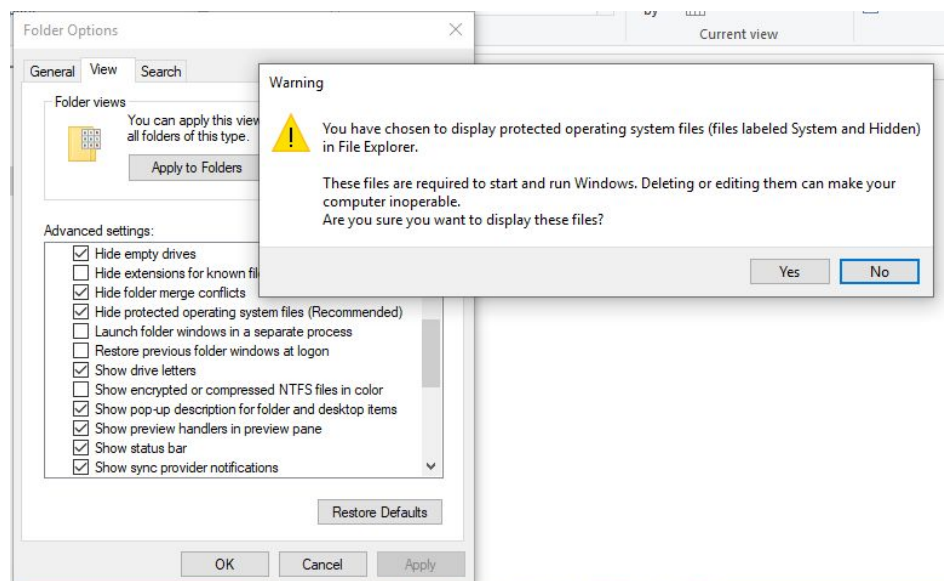 Folder Options
by
Current view
General View Search
Folder views
You can apply this view
all folders of this type.
Apply to Folders
Advanced settings:
Hide empty drives
Hide extensions for known
Hide folder merge conflicts
Hide protected operating system files (Recommended)
Launch folder windows in a separate process
Restore previous folder windows at logon
Show drive letters
Show encrypted or compressed NTFS files in color
Show pop-up description for folder and desktop items
Show preview handlers in preview pane
Show status bar
Show sync provider notifications
Restore Defaults
OK Cancel Apply
Warning
You have chosen to display protected operating system files (files labeled System and Hidden)
in File Explorer.
These files are required to start and run Windows. Deleting or editing them can make your
computer inoperable.
Are you sure you want to display these files?
Yes No